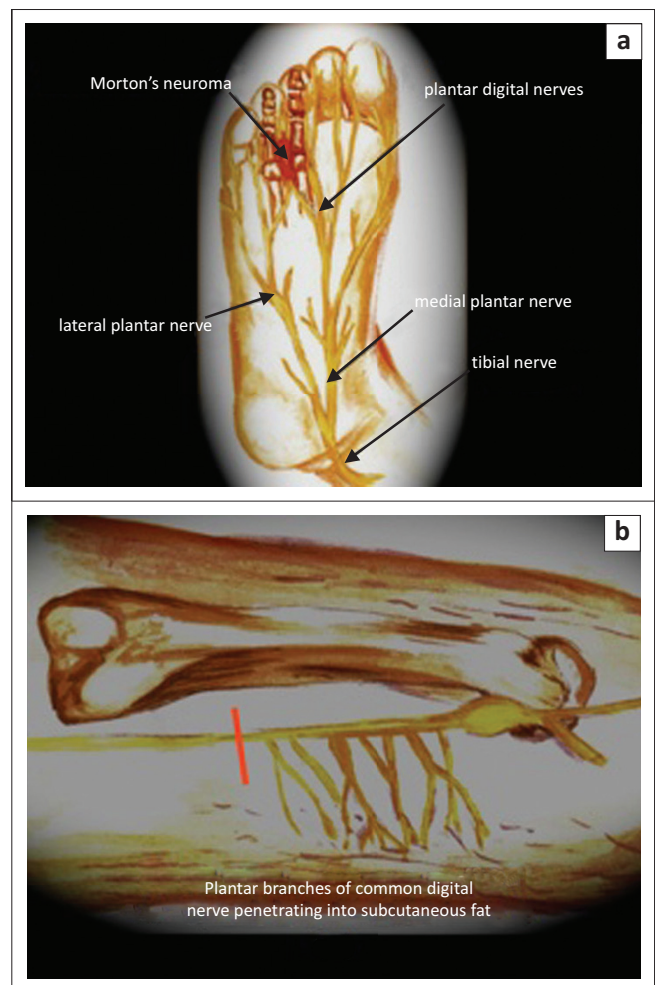 a
Morton's neuroma
plantar digital nerves
medial plantar nerve
lateral plantar nerve
tibial nerve
b
Plantar branches of common digital
nerve penetrating into subcutaneous fat